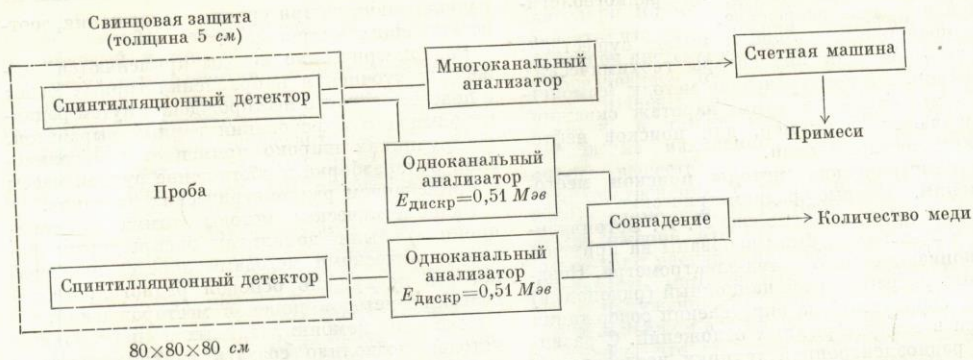 Свинцовая защита
(толщина 5 см)
Сцинтилляционный детектор
Многоканальный
анализатор
Счетная машина
Примеси
Проба
Одноканальный
анализатор
Eдискр=0,51 Мэв
Совпадение
Количество меди
Сцинтилляционный детектор
Одноканальный
анализатор
Eдискр=0,51 Мэв
80×80×80 см